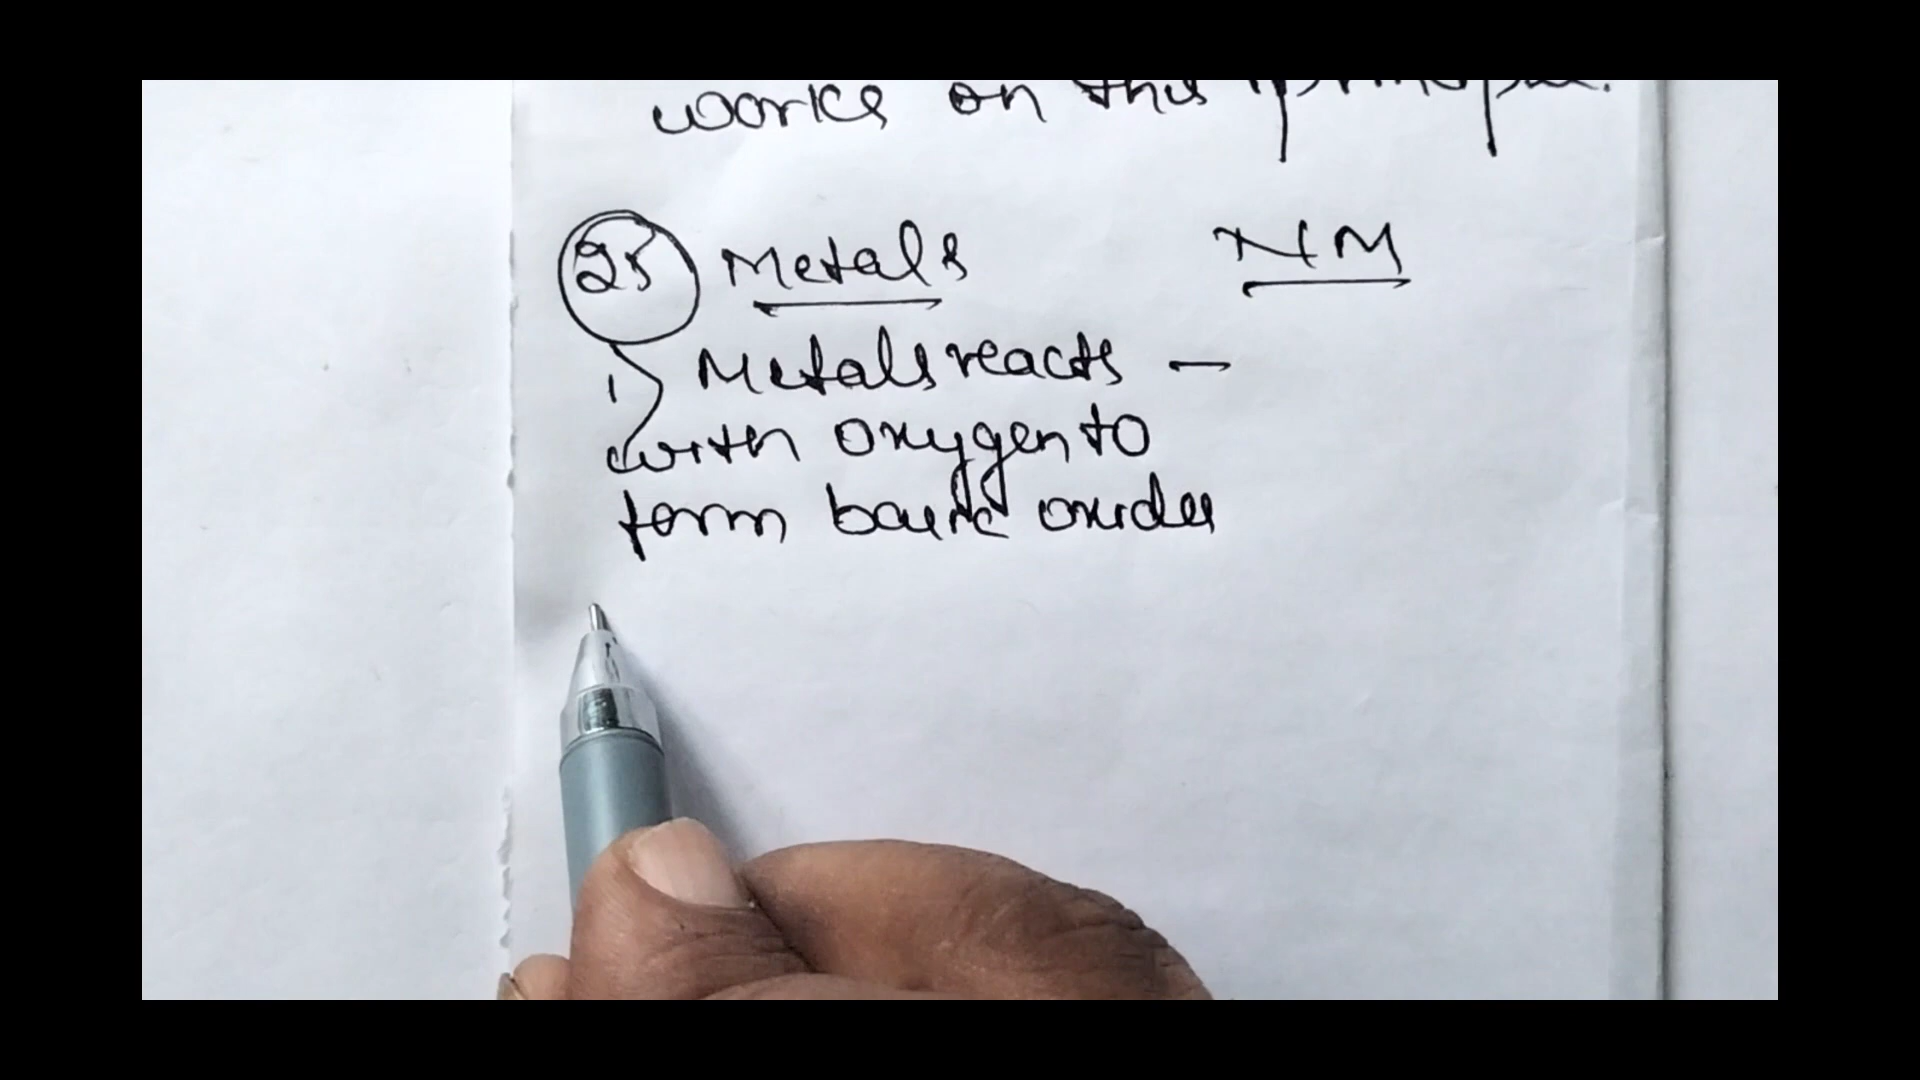 works on this principle.
25 Metals NM
1) Metals reacts -
with oxygen to
form basic oxides